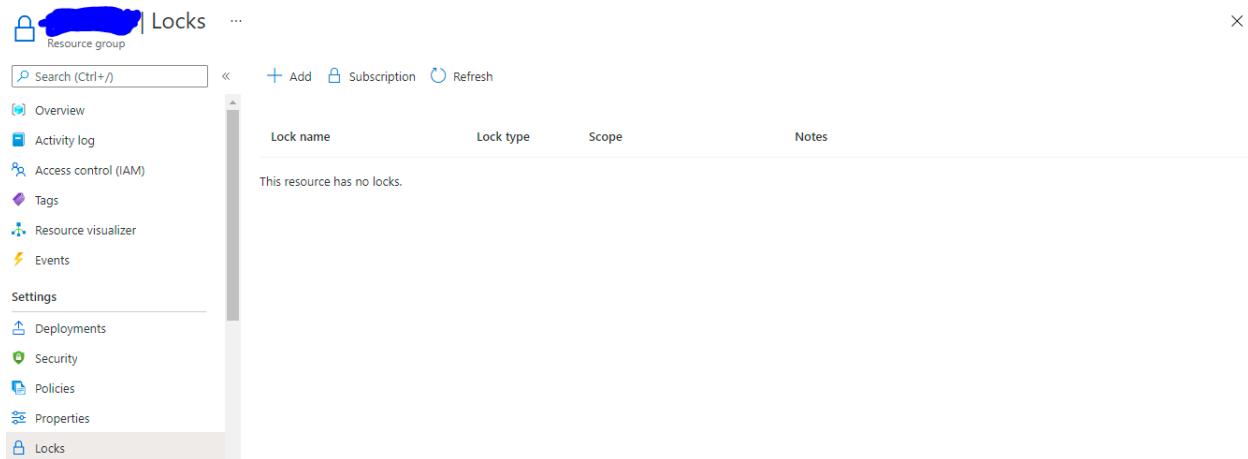 | Locks ...
Resource group
Search (Ctrl+/)
«
Add
Subscription
Refresh
Overview
Activity log
Access control (IAM)
Tags
Resource visualizer
Events
Settings
Deployments
Security
Policies
Properties
Locks
Lock name
Lock type
Scope
Notes
This resource has no locks.